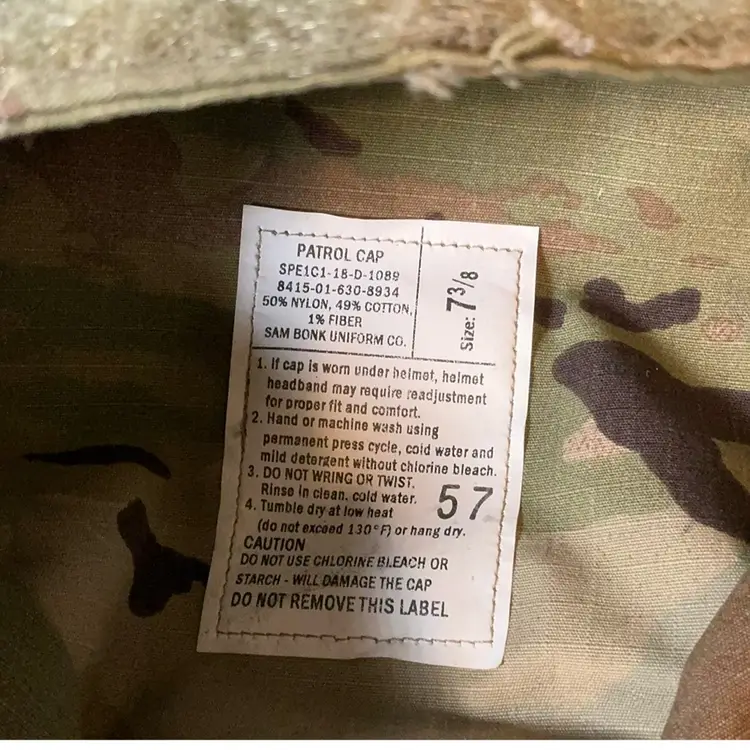 PATROL CAP
SPE1C1-18-D-1089
8415-01-630-8934
50% NYLON, 49% COTTON,
1% FIBER
SAM BONK UNIFORM CO.
Size: 7 3/8
1. If cap is worn under helmet, helmet
headband may require readjustment
for proper fit and comfort.
2. Hand or machine wash using
permanent press cycle, cold water and
mild detergent without chlorine bleach.
3. DO NOT WRING OR TWIST.
Rinse in clean. cold water.
4. Tumble dry at low heat
(do not exceed 130°F) or hang dry.
57
CAUTION
DO NOT USE CHLORINE BLEACH OR
STARCH - WILL DAMAGE THE CAP
DO NOT REMOVE THIS LABEL